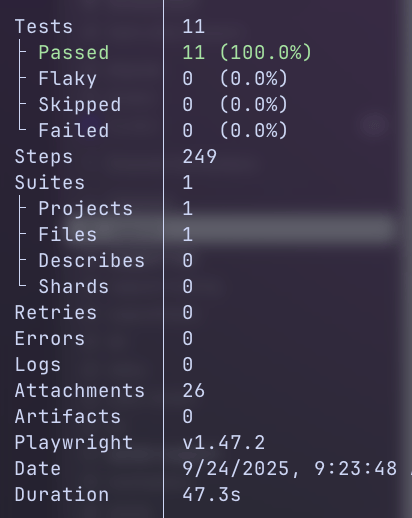 Tests 11
├ Passed 11 (100.0%)
├ Flaky 0 (0.0%)
├ Skipped 0 (0.0%)
└ Failed 0 (0.0%)
Steps 249
Suites 1
├ Projects 1
├ Files 1
├ Describes 0
└ Shards 0
Retries 0
Errors 0
Logs 0
Attachments 26
Artifacts 0
Playwright v1.47.2
Date 9/24/2025, 9:23:48
Duration 47.3s